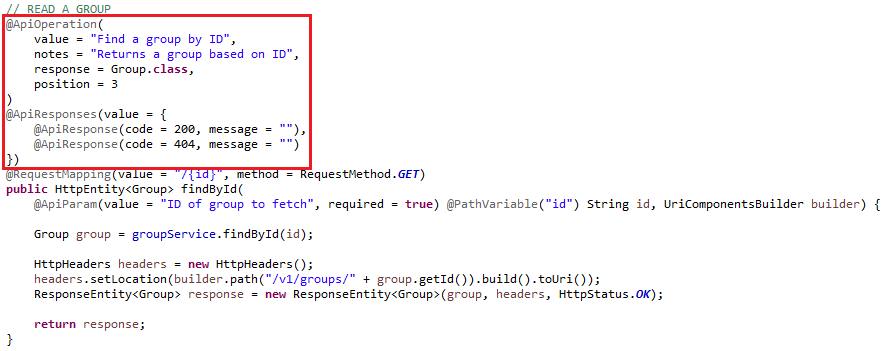 // READ A GROUP
@ApiOperation(
    value = "Find a group by ID",
    notes = "Returns a group based on ID",
    response = Group.class,
    position = 3
)
@ApiResponses(value = {
    @ApiResponse(code = 200, message = ""),
    @ApiResponse(code = 404, message = "")
})
@RequestMapping(value = "/{id}", method = RequestMethod.GET)
public HttpEntity<Group> findById(
    @ApiParam(value = "ID of group to fetch", required = true) @PathVariable("id") String id, UriComponentsBuilder builder) {
    Group group = groupService.findById(id);
    HttpHeaders headers = new HttpHeaders();
    headers.setLocation(builder.path("/v1/groups/" + group.getId()).build().toUri());
    ResponseEntity<Group> response = new ResponseEntity<Group>(group, headers, HttpStatus.OK);
    return response;
}